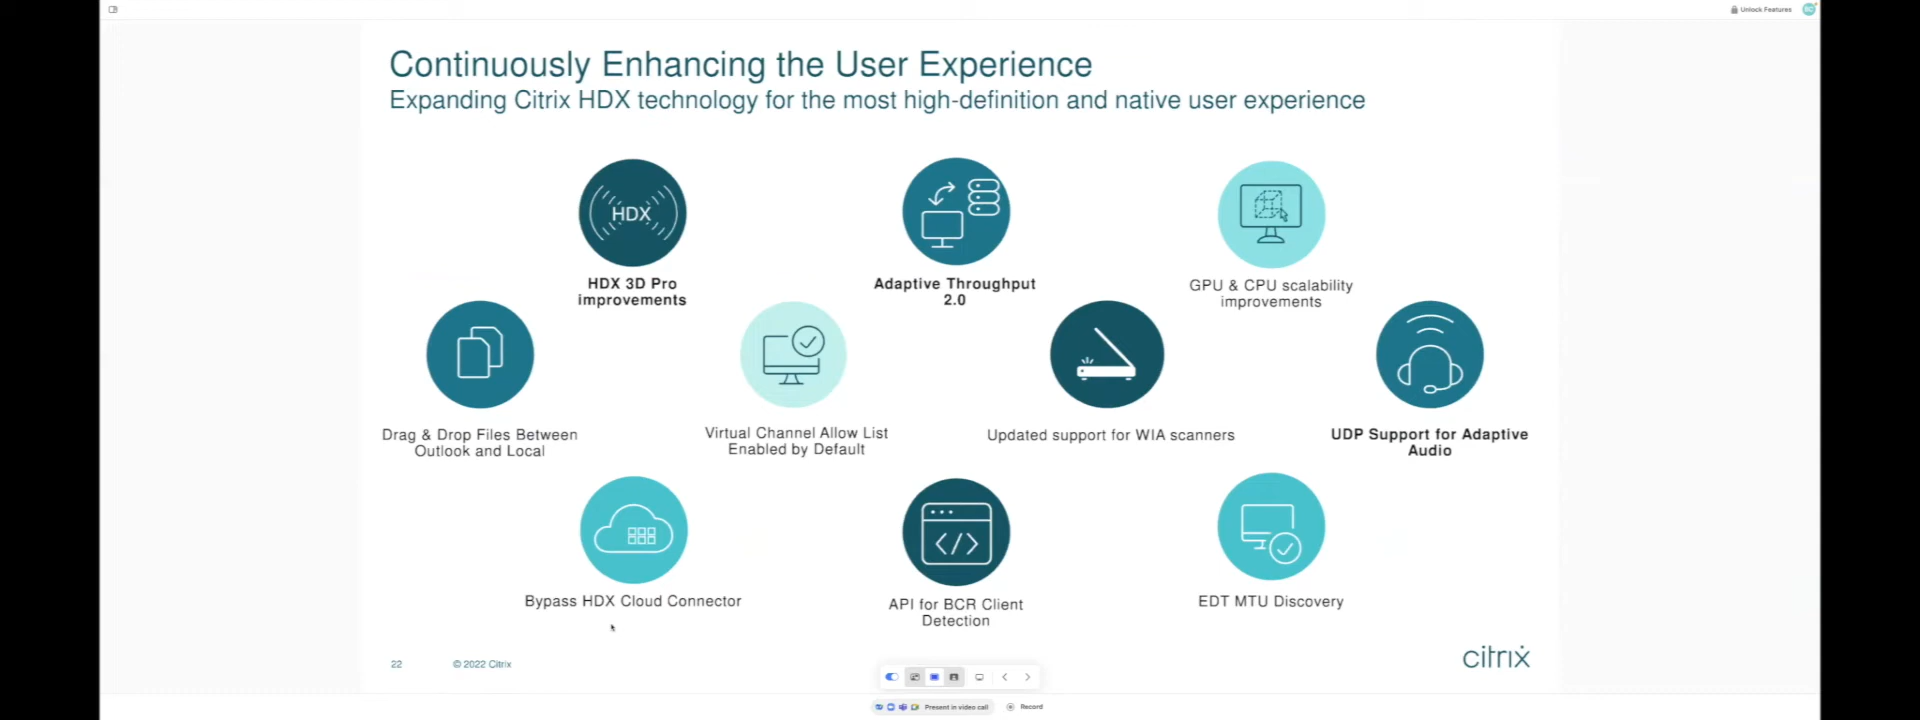 Unlock Features
Continuously Enhancing the User Experience
Expanding Citrix HDX technology for the most high-definition and native user experience
HDX
HDX 3D Pro
improvements
Adaptive Throughput
2.0
GPU & CPU scalability
improvements
Drag & Drop Files Between
Outlook and Local
Virtual Channel Allow List
Enabled by Default
Updated support for WIA scanners
UDP Support for Adaptive
Audio
</>
Bypass HDX Cloud Connector
API for BCR Client
Detection
EDT MTU Discovery
22
© 2022 Citrix
citrix
Present in video call
Record